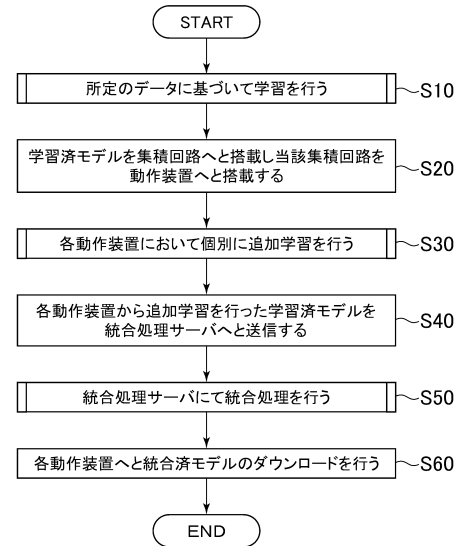 START
所定のデータに基づいて学習を行う
S10
学習済モデルを集積回路へと搭載し当該集積回路を
動作装置へと搭載する
S20
各動作装置において個別に追加学習を行う
S30
各動作装置から追加学習を行った学習済モデルを
統合処理サーバへと送信する
S40
統合処理サーバにて統合処理を行う
S50
各動作装置へと統合済モデルのダウンロードを行う
S60
END